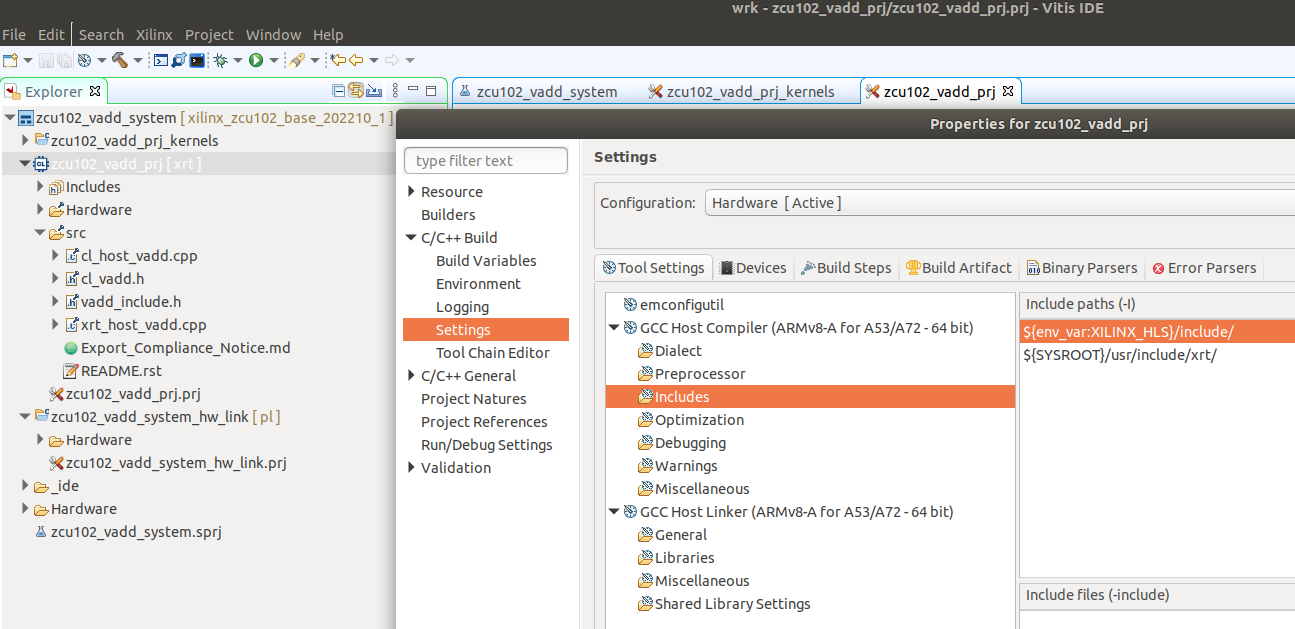 wrk - zcu102_vadd_prj/zcu102_vadd_prj.prj - Vitis IDE
File Edit Search Xilinx Project Window Help
Explorer
zcu102_vadd_system zcu102_vadd_prj_kernels zcu102_vadd_prj
zcu102_vadd_system [ xilinx_zcu102_base_202210_1 ]
zcu102_vadd_prj_kernels
zcu102_vadd_prj [ xrt ]
Includes
Hardware
src
cl_host_vadd.cpp
cl_vadd.h
vadd_include.h
xrt_host_vadd.cpp
Export_Compliance_Notice.md
README.rst
zcu102_vadd_prj.prj
zcu102_vadd_system_hw_link [ pl ]
Hardware
zcu102_vadd_system_hw_link.prj
_ide
Hardware
zcu102_vadd_system.sprj
Properties for zcu102_vadd_prj
type filter text
Resource
Builders
C/C++ Build
Build Variables
Environment
Logging
Settings
Tool Chain Editor
C/C++ General
Project Natures
Project References
Run/Debug Settings
Validation
Settings
Configuration: Hardware [ Active ]
Tool Settings Devices Build Steps Build Artifact Binary Parsers Error Parsers
emconfigutil
GCC Host Compiler (ARMv8-A for A53/A72 - 64 bit)
Dialect
Preprocessor
Includes
Optimization
Debugging
Warnings
Miscellaneous
GCC Host Linker (ARMv8-A for A53/A72 - 64 bit)
General
Libraries
Miscellaneous
Shared Library Settings
Include paths (-I)
${env_var:XILINX_HLS}/include/
${SYSROOT}/usr/include/xrt/
Include files (-include)